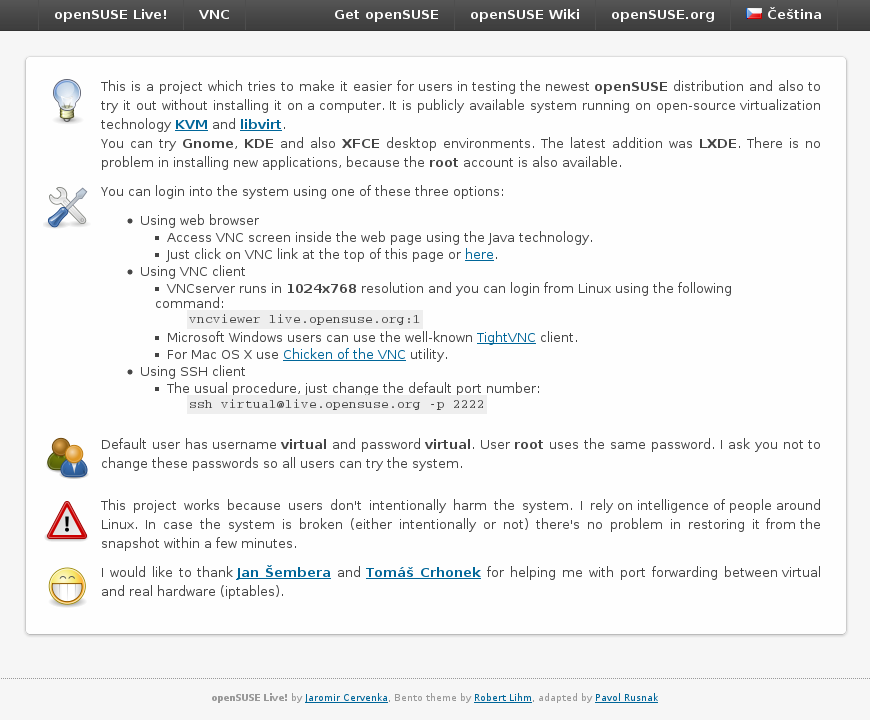 openSUSE Live! VNC Get openSUSE openSUSE Wiki openSUSE.org Čeština
This is a project which tries to make it easier for users in testing the newest openSUSE distribution and also to
try it out without installing it on a computer. It is publicly available system running on open-source virtualization
technology KVM and libvirt.
You can try Gnome, KDE and also XFCE desktop environments. The latest addition was LXDE. There is no
problem in installing new applications, because the root account is also available.
You can login into the system using one of these three options:
Using web browser
Access VNC screen inside the web page using the Java technology.
Just click on VNC link at the top of this page or here.
Using VNC client
VNCserver runs in 1024x768 resolution and you can login from Linux using the following
command:
vncviewer live.opensuse.org:1
Microsoft Windows users can use the well-known TightVNC client.
For Mac OS X use Chicken of the VNC utility.
Using SSH client
The usual procedure, just change the default port number:
ssh virtual@live.opensuse.org -p 2222
Default user has username virtual and password virtual. User root uses the same password. I ask you not to
change these passwords so all users can try the system.
This project works because users don't intentionally harm the system. I rely on intelligence of people around
Linux. In case the system is broken (either intentionally or not) there's no problem in restoring it from the
snapshot within a few minutes.
I would like to thank Jan Šembera and Tomáš Crhonek for helping me with port forwarding between virtual
and real hardware (iptables).
openSUSE Live! by Jaromir Cervenka, Bento theme by Robert Lihm, adapted by Pavol Rusnak